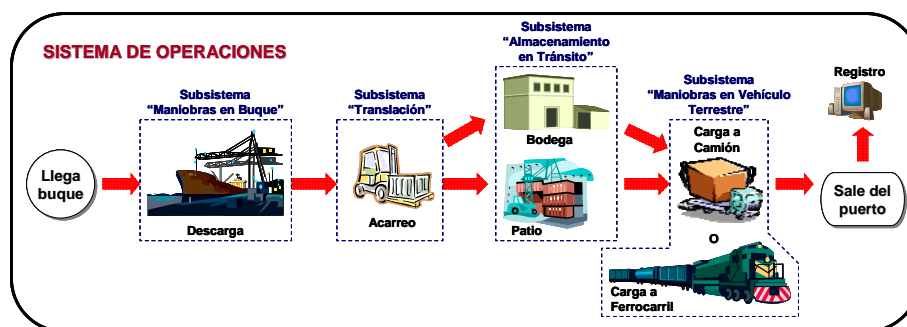 SISTEMA DE OPERACIONES
Llega
buque
Subsistema
“Maniobras en Buque”
Descarga
Subsistema
“Translación”
Acarreo
Subsistema
“Almacenamiento
en Tránsito”
Bodega
Patio
Subsistema
“Maniobras en Vehículo
Terrestre”
Carga a
Camión
O
Carga a
Ferrocarril
Registro
Sale del
puerto